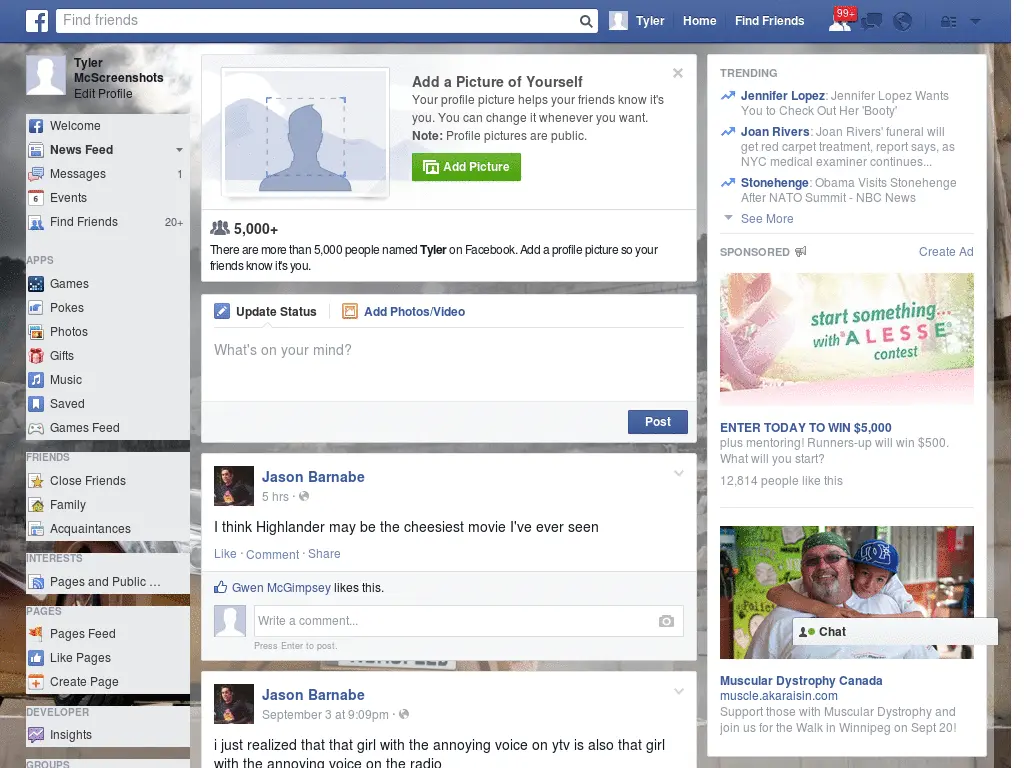 Find friends
Tyler
Home
Find Friends
99+
Tyler
McScreenshots
Edit Profile
Welcome
News Feed
Messages 1
Events
Find Friends 20+
APPS
Games
Pokes
Photos
Gifts
Music
Saved
Games Feed
FRIENDS
Close Friends
Family
Acquaintances
INTERESTS
Pages and Public ...
PAGES
Pages Feed
Like Pages
Create Page
DEVELOPER
Insights
GROUPS
Add a Picture of Yourself
Your profile picture helps your friends know it's
you. You can change it whenever you want.
Note: Profile pictures are public.
Add Picture
5,000+
There are more than 5,000 people named Tyler on Facebook. Add a profile picture so your
friends know it's you.
Update Status
Add Photos/Video
What's on your mind?
Post
Jason Barnabe
5 hrs ·
I think Highlander may be the cheesiest movie I've ever seen
Like · Comment · Share
Gwen McGimpsey likes this.
Write a comment...
Press Enter to post.
Jason Barnabe
September 3 at 9:09pm ·
i just realized that that girl with the annoying voice on ytv is also that girl
with the annoying voice on the radio
TRENDING
Jennifer Lopez: Jennifer Lopez Wants
You to Check Out Her 'Booty'
Joan Rivers: Joan Rivers' funeral will
get red carpet treatment, report says, as
NYC medical examiner continues...
Stonehenge: Obama Visits Stonehenge
After NATO Summit - NBC News
See More
SPONSORED
Create Ad
start something...
with ALESSE
contest
ENTER TODAY TO WIN $5,000
plus mentoring! Runners-up will win $500.
What will you start?
12,814 people like this
Chat
Muscular Dystrophy Canada
muscle.akaraisin.com
Support those with Muscular Dystrophy and
join us for the Walk in Winnipeg on Sept 20!